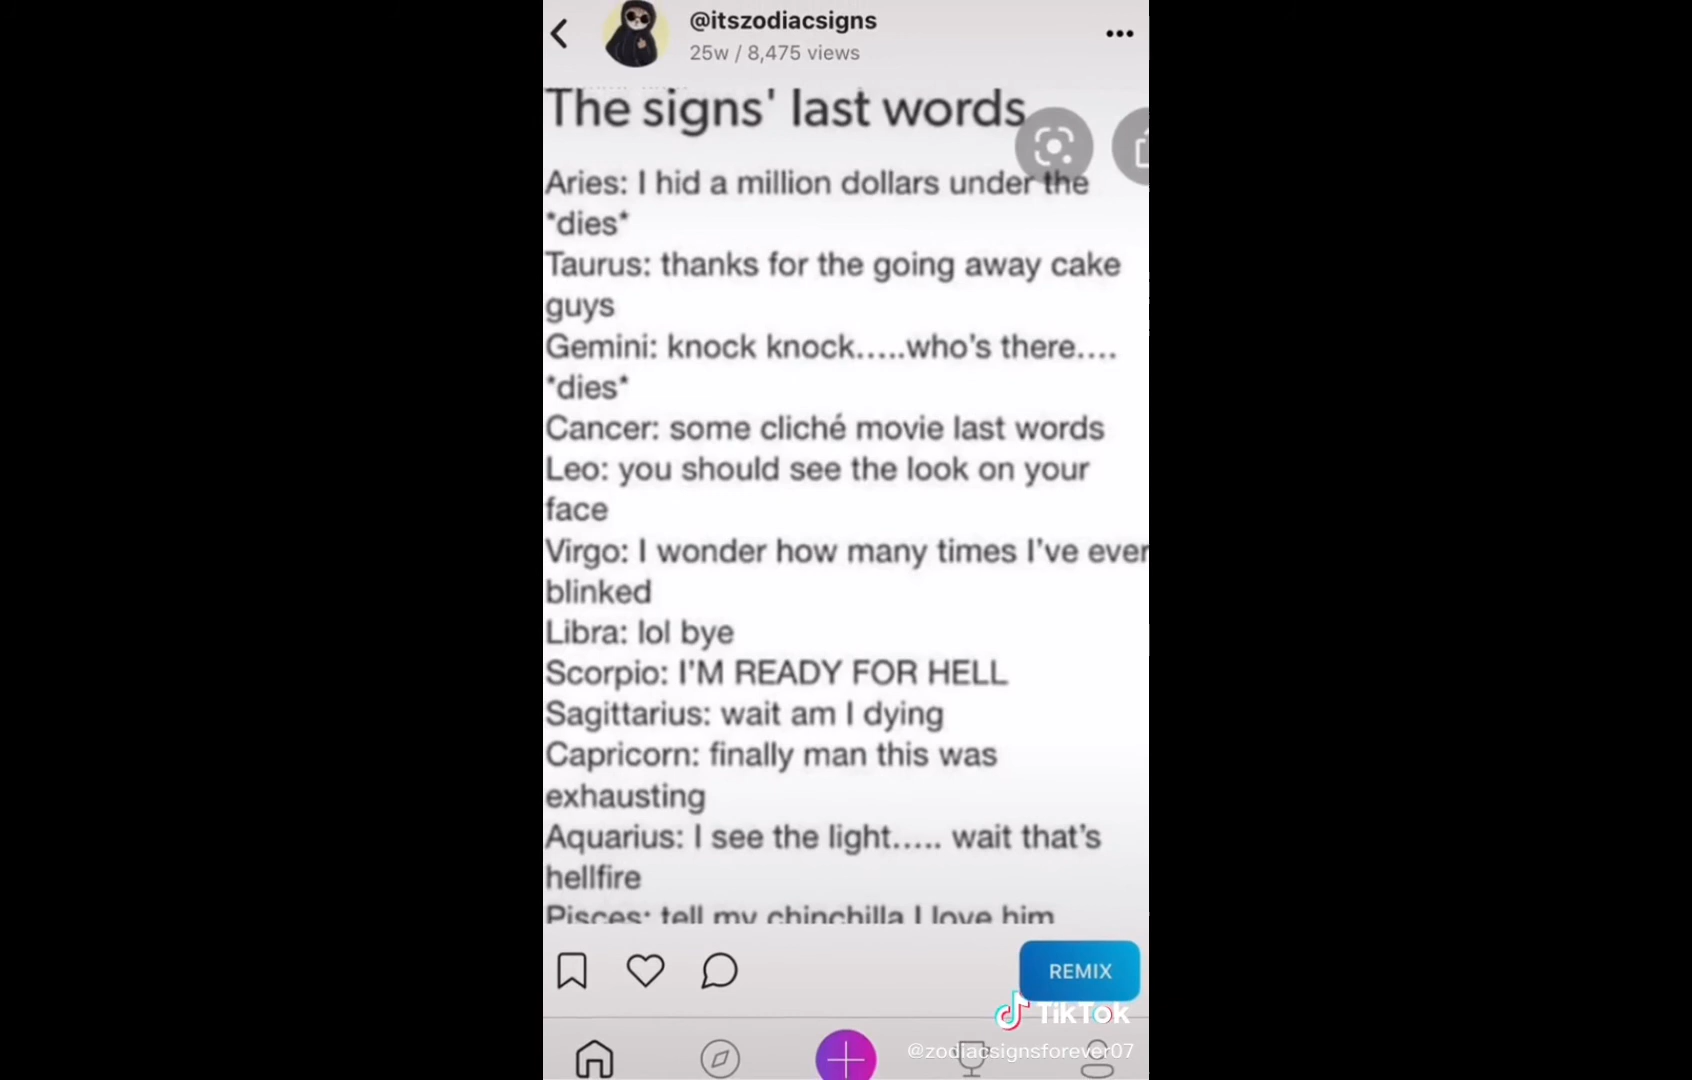 @itszodiacsigns
25w / 8,475 views
The signs' last words
Aries: I hid a million dollars under the
*dies*
Taurus: thanks for the going away cake
guys
Gemini: knock knock.....who's there....
*dies*
Cancer: some cliché movie last words
Leo: you should see the look on your
face
Virgo: I wonder how many times I've ever
blinked
Libra: lol bye
Scorpio: I'M READY FOR HELL
Sagittarius: wait am I dying
Capricorn: finally man this was
exhausting
Aquarius: I see the light..... wait that's
hellfire
Pisces: tell my chinchilla I love him
REMIX
TikTok
@zodiacsignsforever07